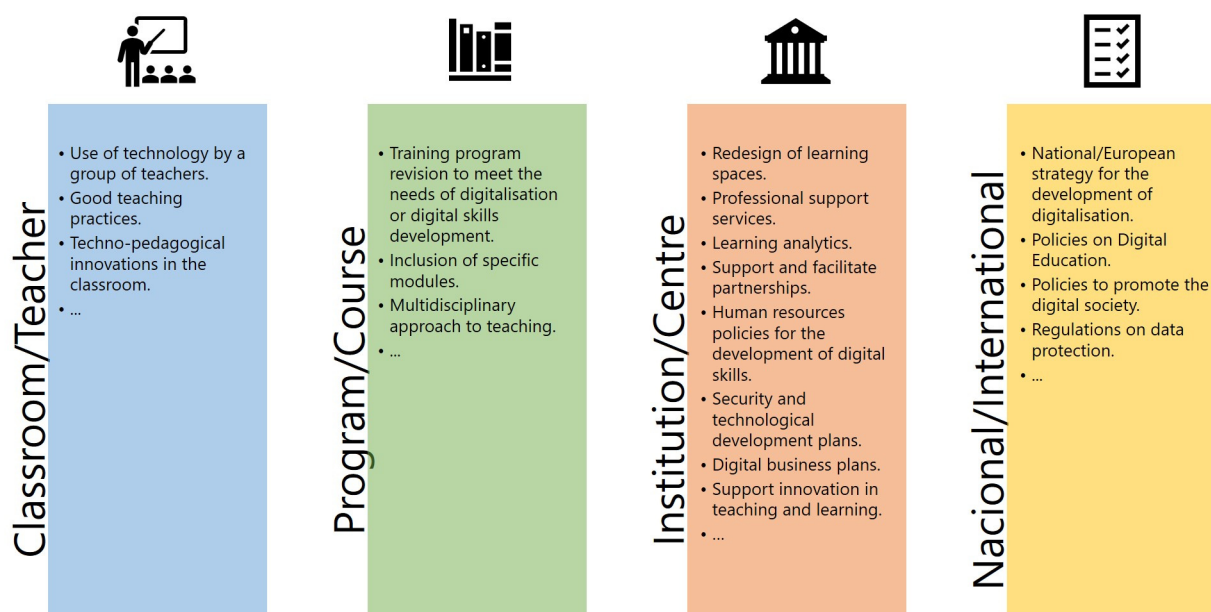 Classroom/Teacher
• Use of technology by a
group of teachers.
• Good teaching
practices.
• Techno-pedagogical
innovations in the
classroom.
• ...
Program/Course
• Training program
revision to meet the
needs of digitalisation
or digital skills
development.
• Inclusion of specific
modules.
• Multidisciplinary
approach to teaching.
• ...
Institution/Centre
• Redesign of learning
spaces.
• Professional support
services.
• Learning analytics.
• Support and facilitate
partnerships.
• Human resources
policies for the
development of digital
skills.
• Security and
technological
development plans.
• Digital business plans.
• Support innovation in
teaching and learning.
• ...
Nacional/International
• National/European
strategy for the
development of
digitalisation.
• Policies on Digital
Education.
• Policies to promote the
digital society.
• Regulations on data
protection.
• ...